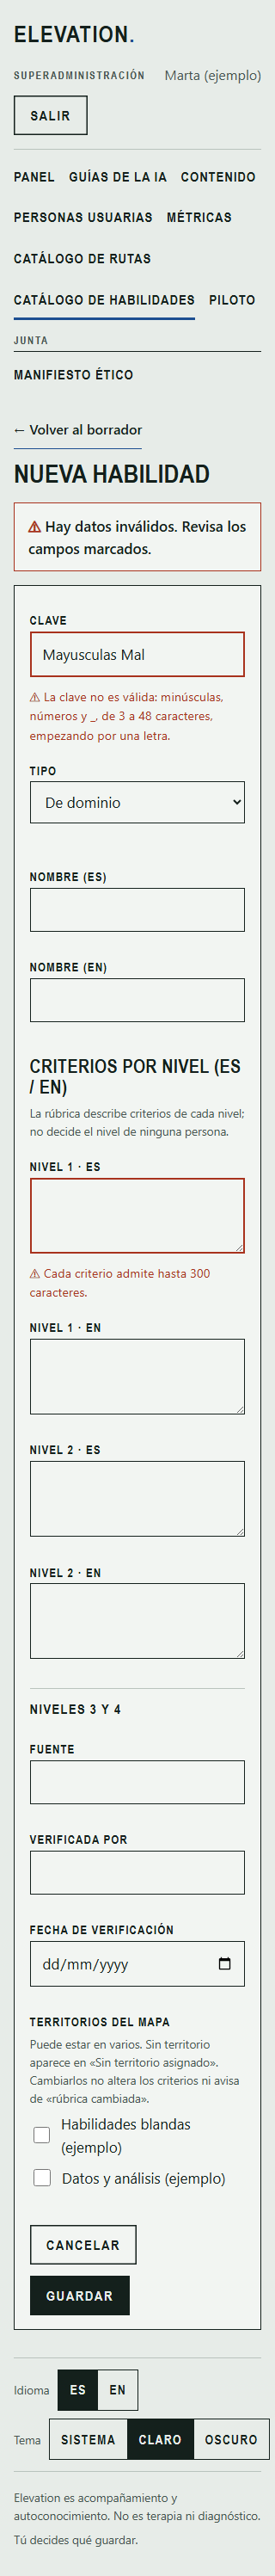 ELEVATION.
SUPERADMINISTRACIÓN Marta (ejemplo)
SALIR
PANEL GUÍAS DE LA IA CONTENIDO
PERSONAS USUARIAS MÉTRICAS
CATÁLOGO DE RUTAS
CATÁLOGO DE HABILIDADES PILOTO
JUNTA
MANIFIESTO ÉTICO
← Volver al borrador
NUEVA HABILIDAD
⚠ Hay datos inválidos. Revisa los
campos marcados.
CLAVE
Mayusculas Mal
⚠ La clave no es válida: minúsculas,
números y _, de 3 a 48 caracteres,
empezando por una letra.
TIPO
De dominio
NOMBRE (ES)
NOMBRE (EN)
CRITERIOS POR NIVEL (ES
/ EN)
La rúbrica describe criterios de cada nivel;
no decide el nivel de ninguna persona.
NIVEL 1 · ES
⚠ Cada criterio admite hasta 300
caracteres.
NIVEL 1 · EN
NIVEL 2 · ES
NIVEL 2 · EN
NIVELES 3 Y 4
FUENTE
VERIFICADA POR
FECHA DE VERIFICACIÓN
dd/mm/yyyy
TERRITORIOS DEL MAPA
Puede estar en varios. Sin territorio
aparece en «Sin territorio asignado».
Cambiarlos no altera los criterios ni avisa
de «rúbrica cambiada».
Habilidades blandas
(ejemplo)
Datos y análisis (ejemplo)
CANCELAR
GUARDAR
Idioma ES EN
Tema SISTEMA CLARO OSCURO
Elevation es acompañamiento y
autoconocimiento. No es terapia ni diagnóstico.
Tú decides qué guardar.